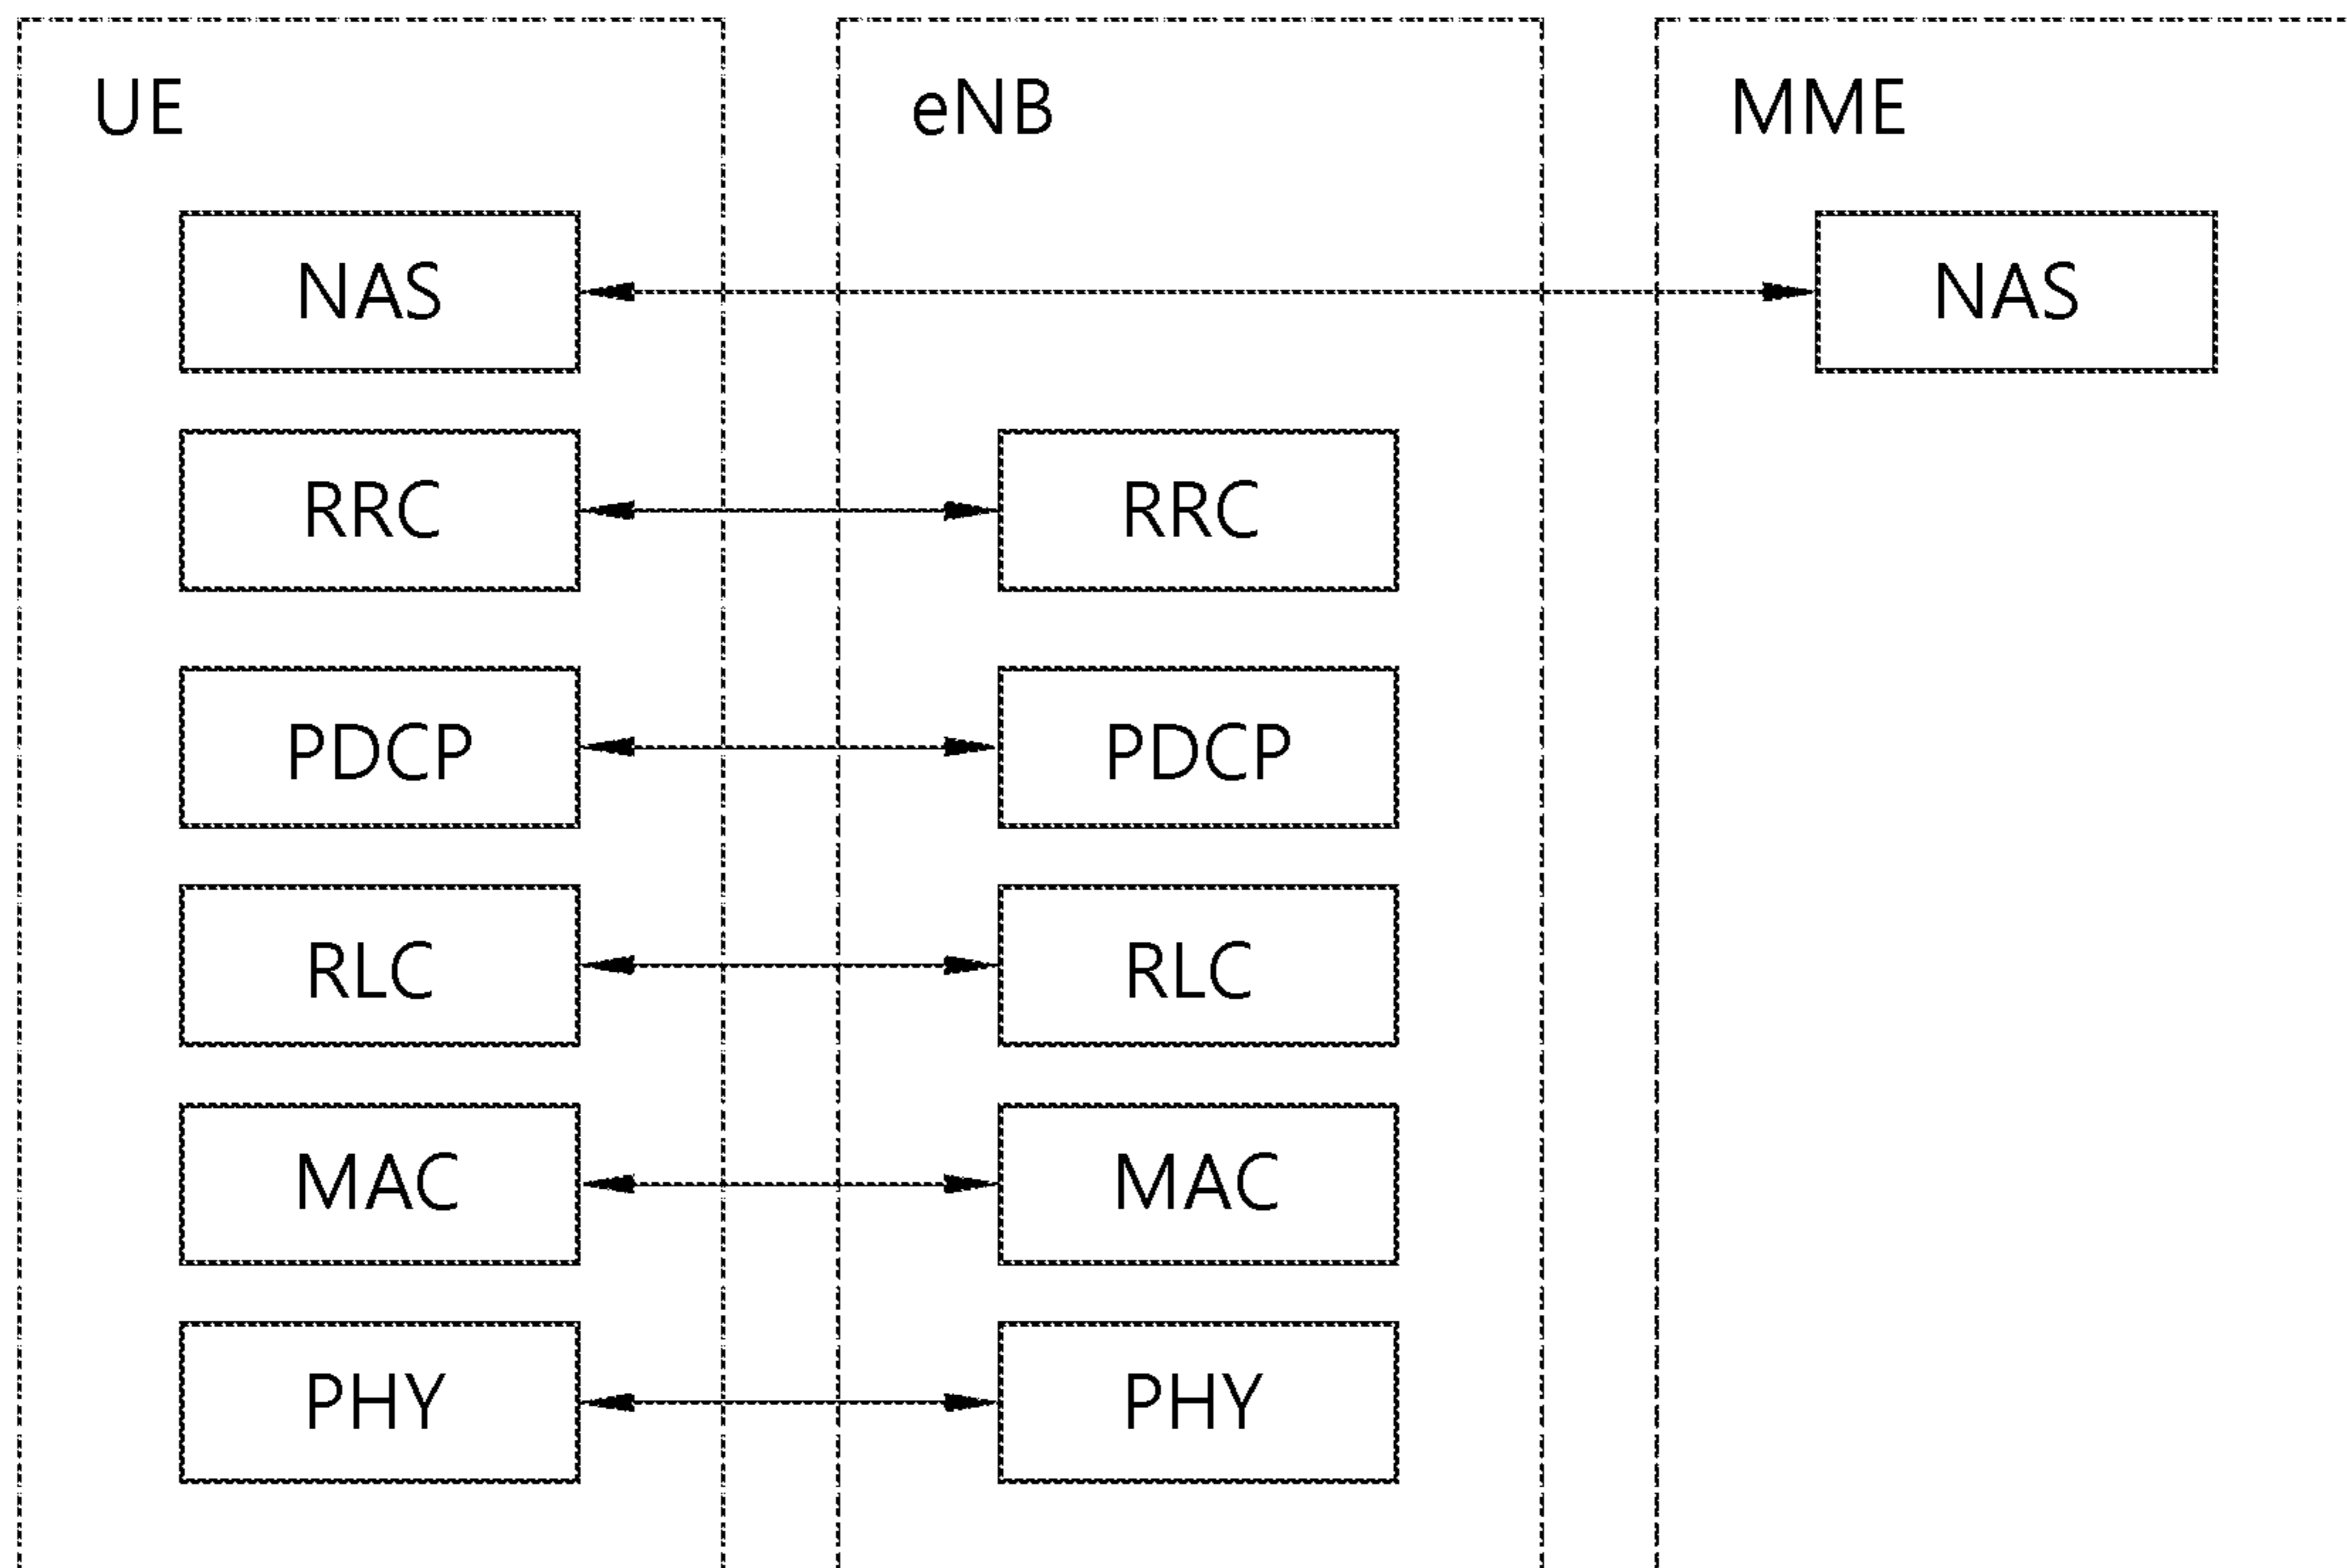 UE
eNB
MME
NAS
NAS
RRC
RRC
PDCP
PDCP
RLC
RLC
MAC
MAC
PHY
PHY